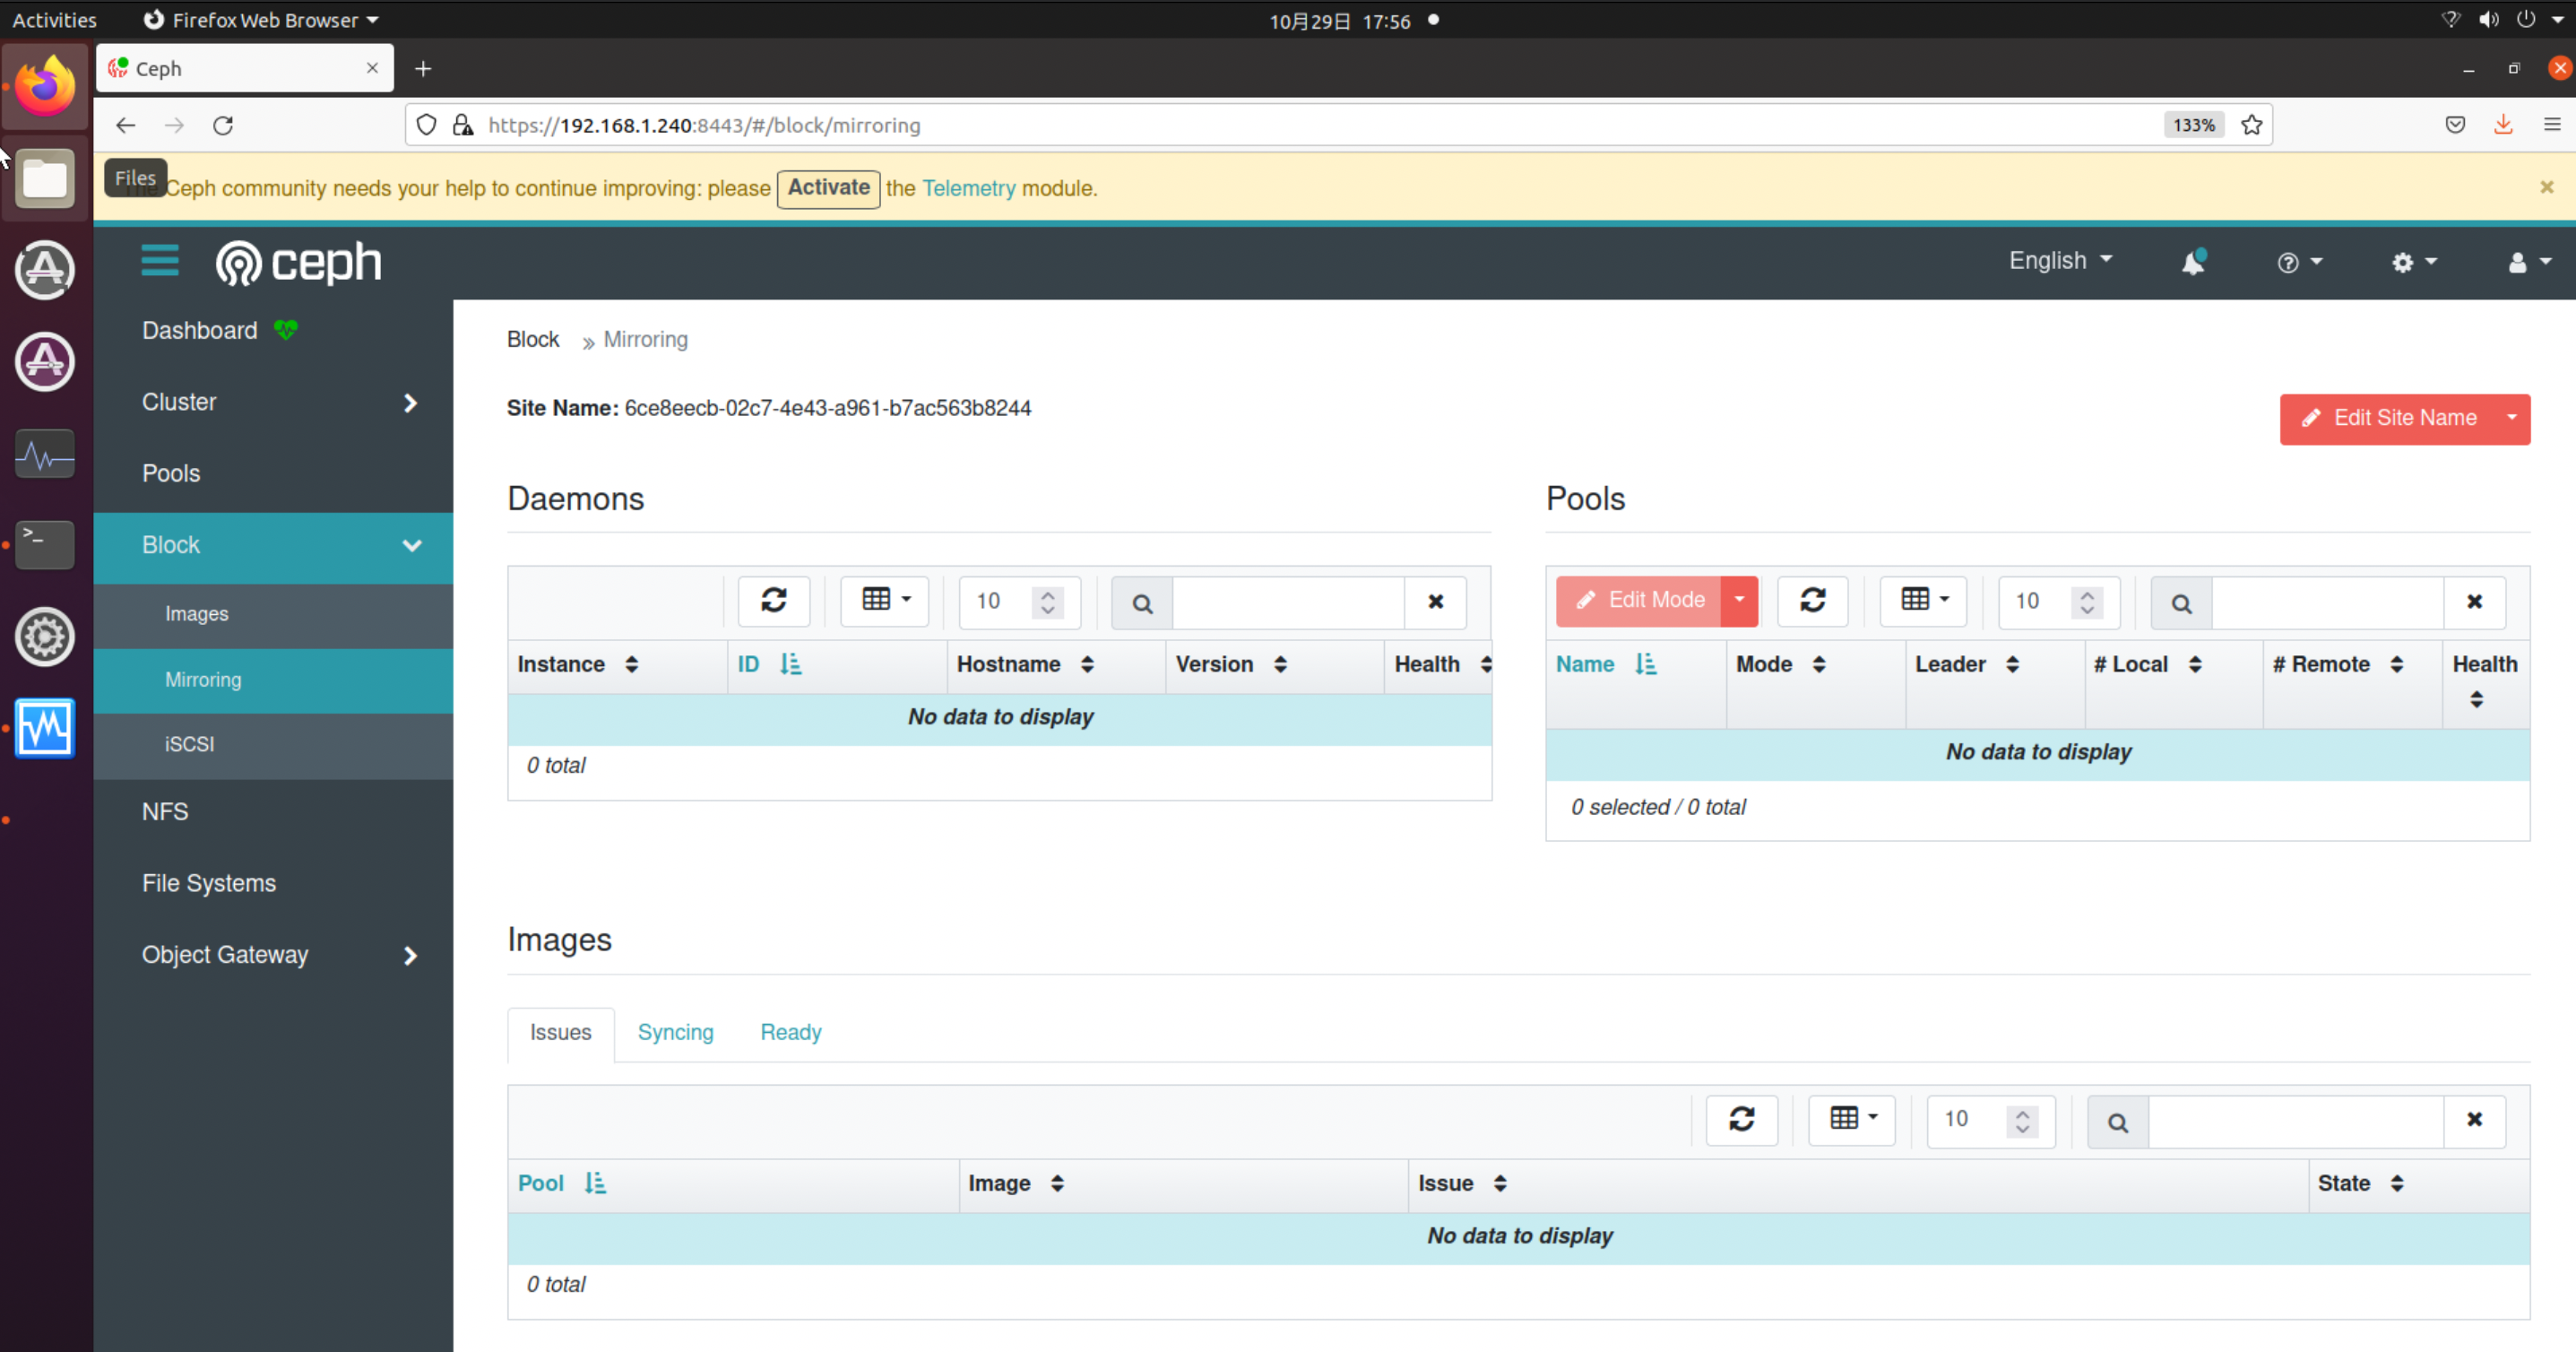 Activities Firefox Web Browser 10月29日 17:56
Ceph
https://192.168.1.240:8443/#/block/mirroring 133%
Files
Ceph community needs your help to continue improving: please Activate the Telemetry module.
ceph English
Dashboard
Cluster
Pools
Block
Images
Mirroring
iSCSI
NFS
File Systems
Object Gateway
Block » Mirroring
Site Name: 6ce8eecb-02c7-4e43-a961-b7ac563b8244
Edit Site Name
Daemons
10
Instance ID Hostname Version Health
No data to display
0 total
Pools
Edit Mode 10
Name Mode Leader # Local # Remote Health
No data to display
0 selected / 0 total
Images
Issues Syncing Ready
10
Pool Image Issue State
No data to display
0 total